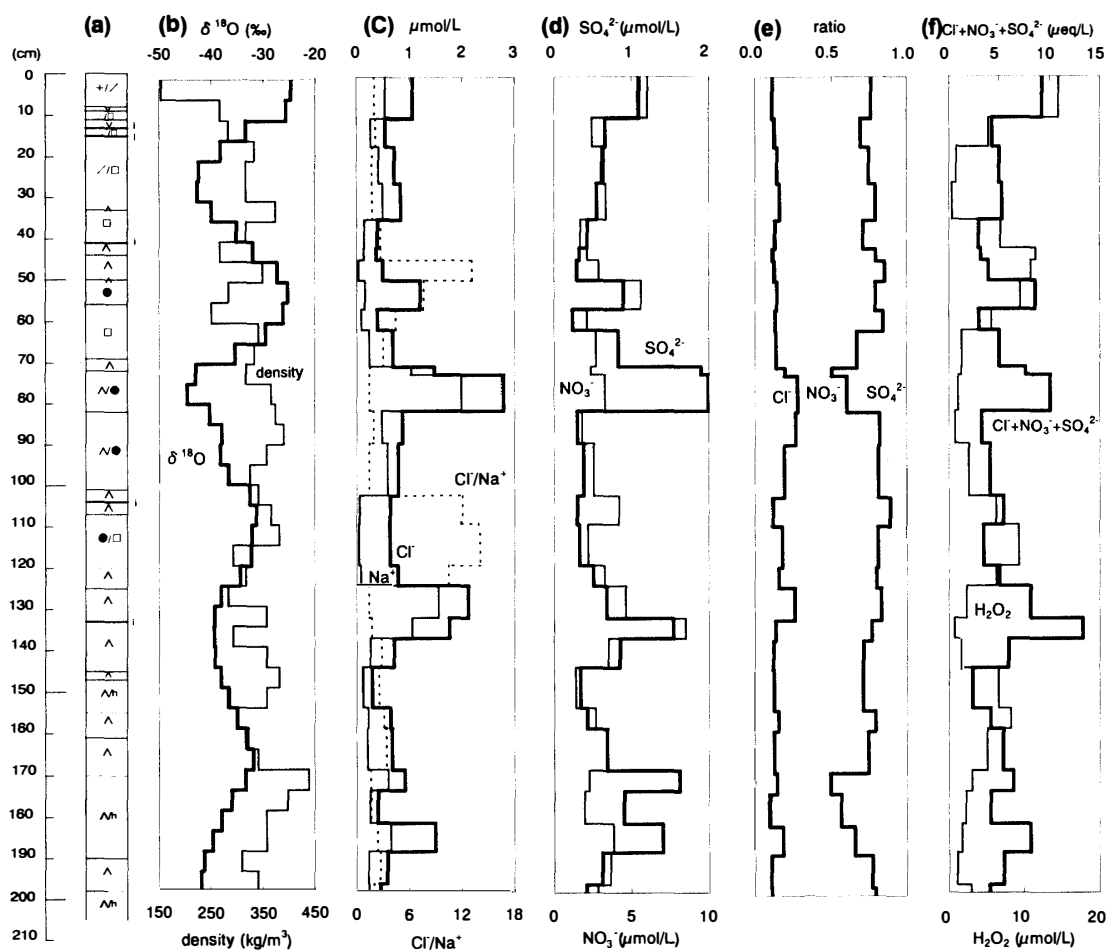 (a) (b) δ ¹⁸O (‰) (C) μmol/L (d) SO₄²⁻(μmol/L) (e) ratio (f) Cl⁻+NO₃⁻+SO₄²⁻ (μeq/L)
(cm) -50 -40 -30 -20 0 1 2 3 0 1 2 0.0 0.5 1.0 0 5 10 15
0
10
20
30
40
50
60
70
80
90
100
110
120
130
140
150
160
170
180
190
200
210
density
δ ¹⁸O
Cl⁻/Na⁺
Cl⁻
Na⁺
SO₄²⁻
NO₃⁻
Cl⁻ NO₃⁻ SO₄²⁻
Cl⁻+NO₃⁻+SO₄²⁻
H₂O₂
150 250 350 450 0 6 12 18 0 5 10 0 10 20
density (kg/m³) Cl⁻/Na⁺ NO₃⁻(μmol/L) H₂O₂ (μmol/L)